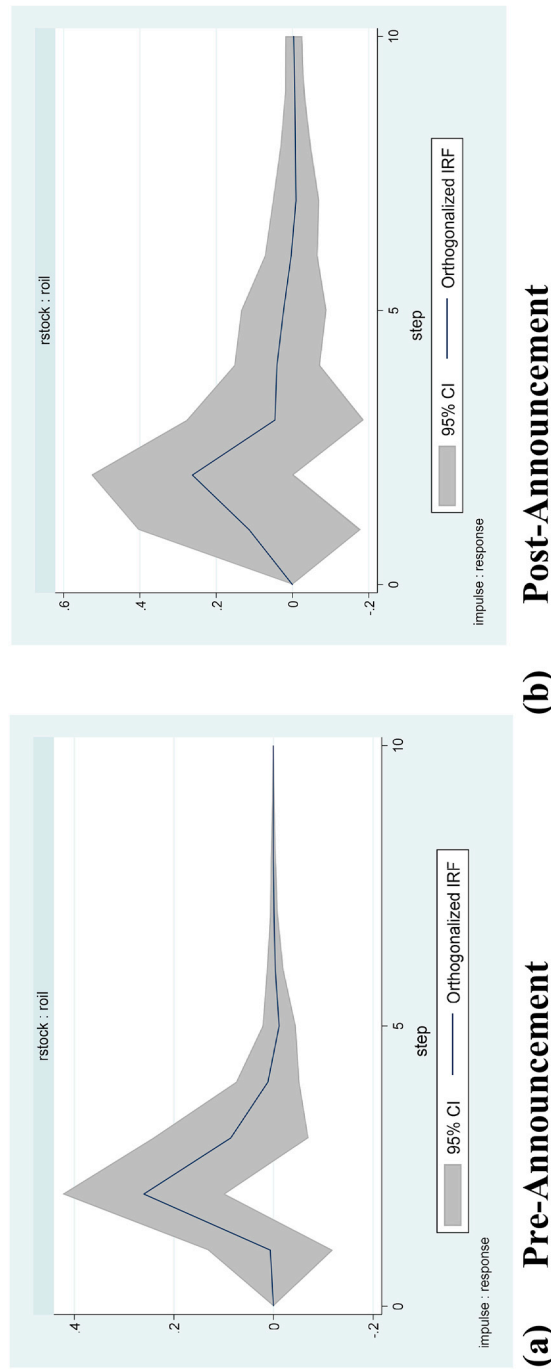 rstock : roil
.4
.2
0
-.2
0
5
10
step
95% CI
Orthogonalized IRF
impulse : response
(a) Pre-Announcement
rstock : roil
.6
.4
.2
0
-.2
0
5
10
step
95% CI
Orthogonalized IRF
impulse : response
(b) Post-Announcement